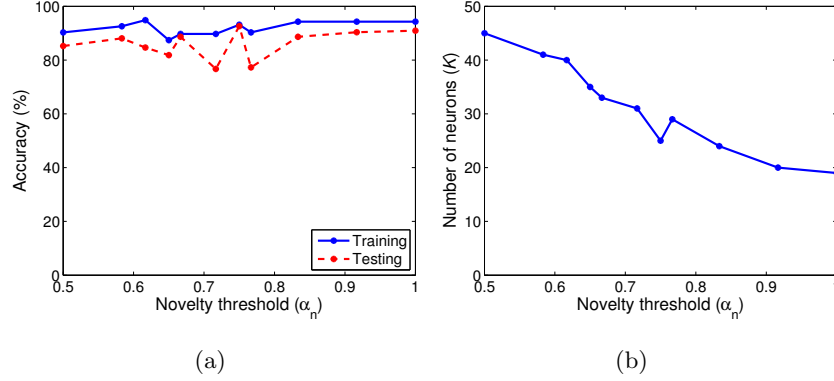 100
80
60
40
20
0
Accuracy (%)
Training
Testing
0.5 0.6 0.7 0.8 0.9 1
Novelty threshold (αn)
(a)
50
40
30
20
10
0
Number of neurons (K)
0.5 0.6 0.7 0.8 0.9 1
Novelty threshold (αn)
(b)